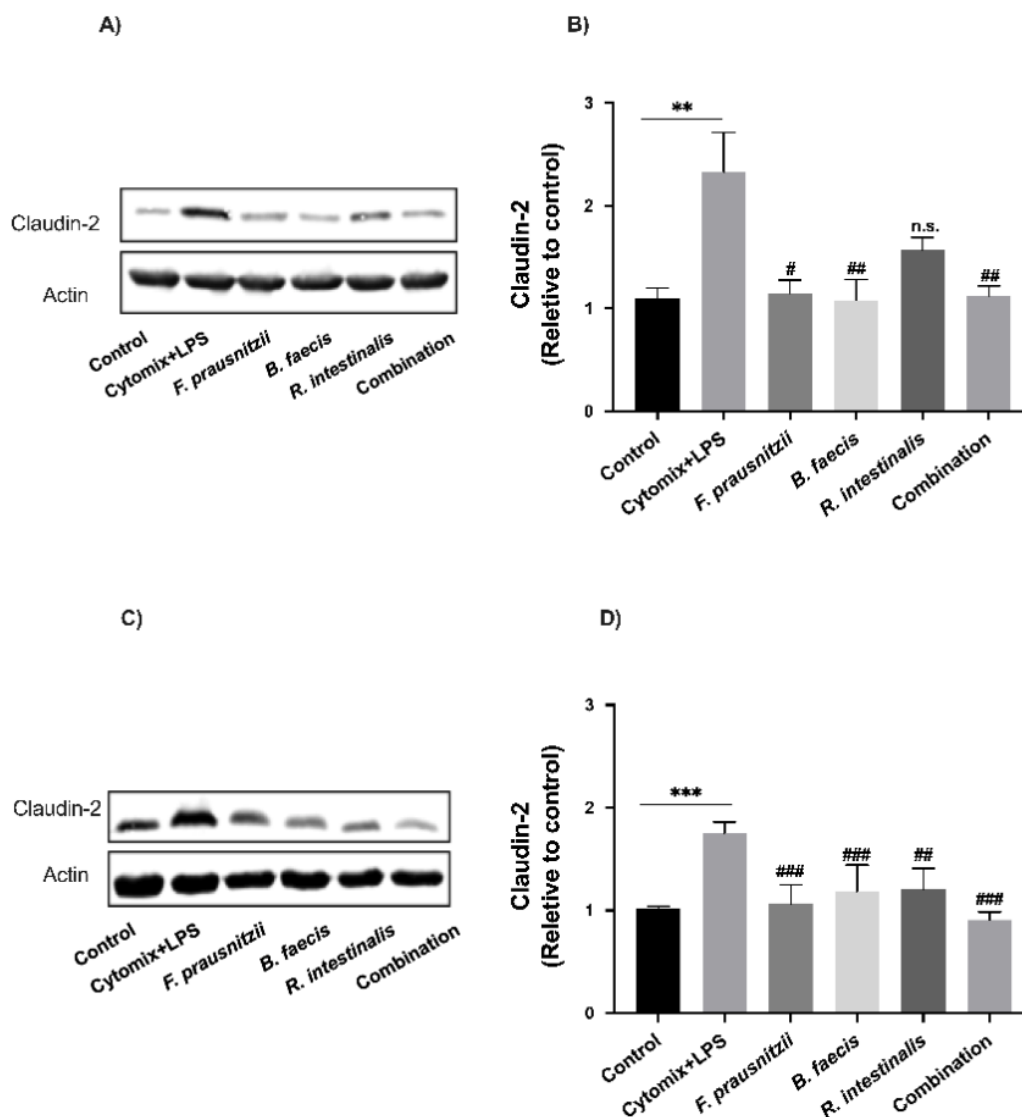 A)
Claudin-2
Actin
Control
Cytomix+LPS
F. prausnitzii
B. faecis
R. intestinalis
Combination
B)
Claudin-2
(Reletive to control)
3
2
1
0
**
#
##
n.s.
##
Control
Cytomix+LPS
F. prausnitzii
B. faecis
R. intestinalis
Combination
C)
Claudin-2
Actin
Control
Cytomix+LPS
F. prausnitzii
B. faecis
R. intestinalis
Combination
D)
Claudin-2
(Reletive to control)
3
2
1
0
***
###
###
##
###
Control
Cytomix+LPS
F. prausnitzii
B. faecis
R. intestinalis
Combination